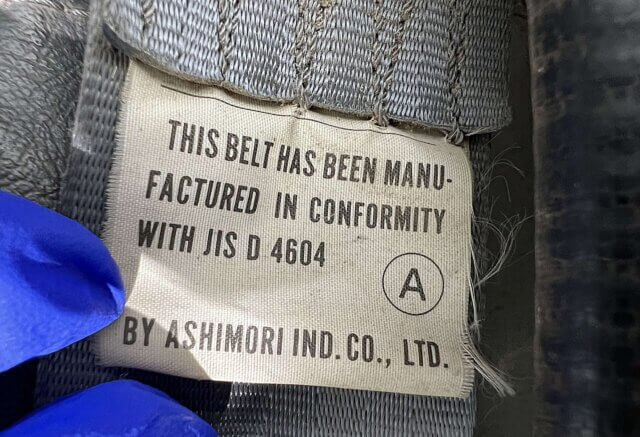 THIS BELT HAS BEEN MANU-
FACTURED IN CONFORMITY
WITH JIS D 4604
A
BY ASHIMORI IND. CO., LTD.